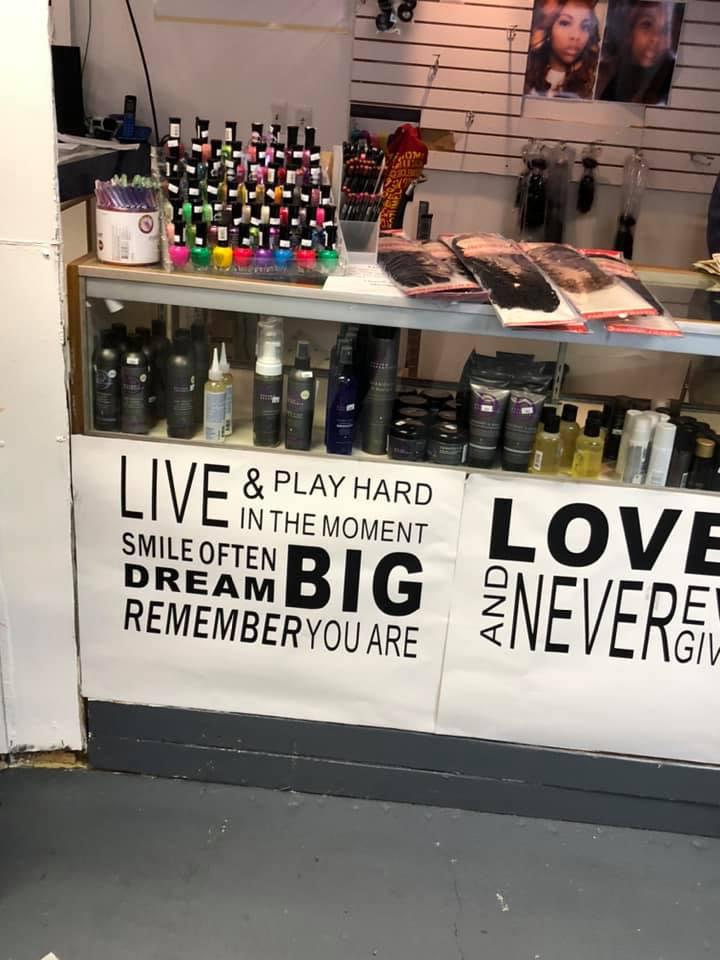 LIVE & PLAY HARD
IN THE MOMENT
SMILE OFTEN
DREAM BIG
REMEMBER YOU ARE
LOVE
AND NEVER